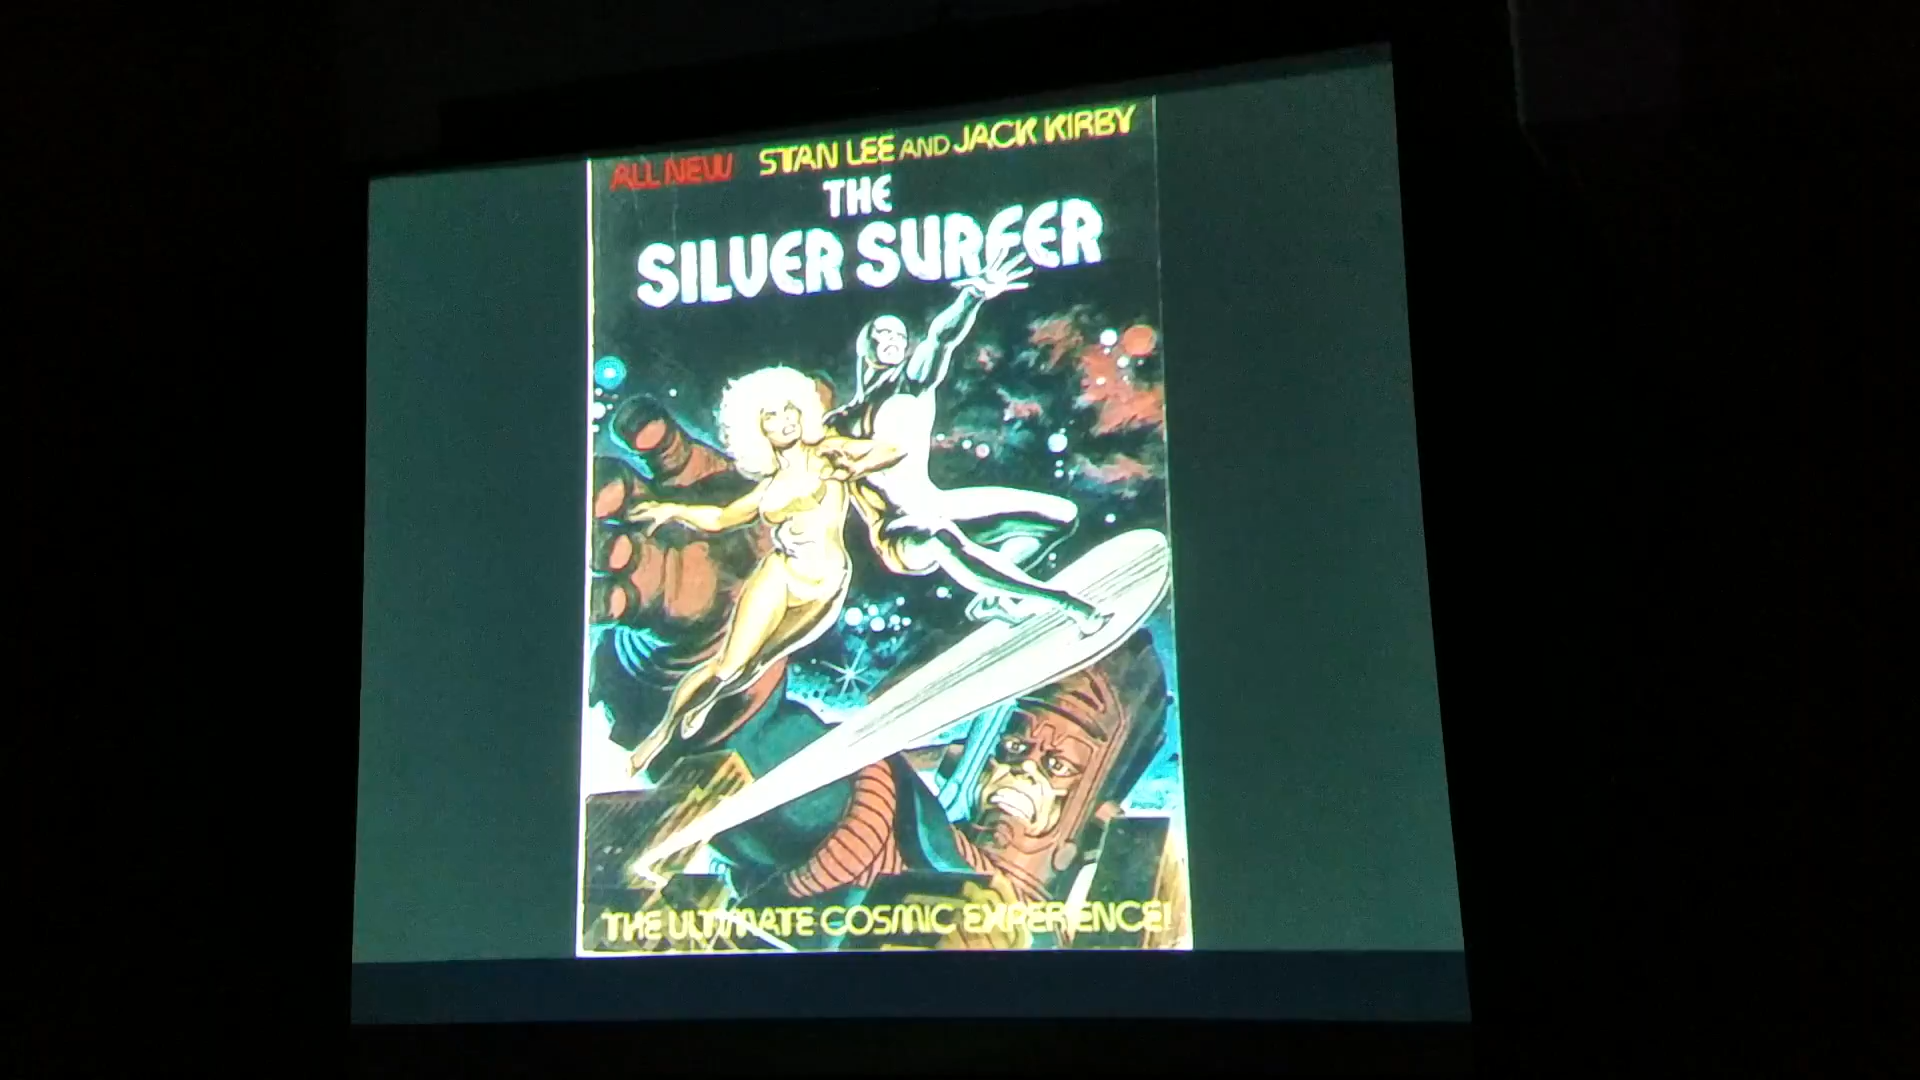 ALL NEW STAN LEE AND JACK KIRBY
THE
SILVER SURFER
THE ULTIMATE COSMIC EXPERIENCE!